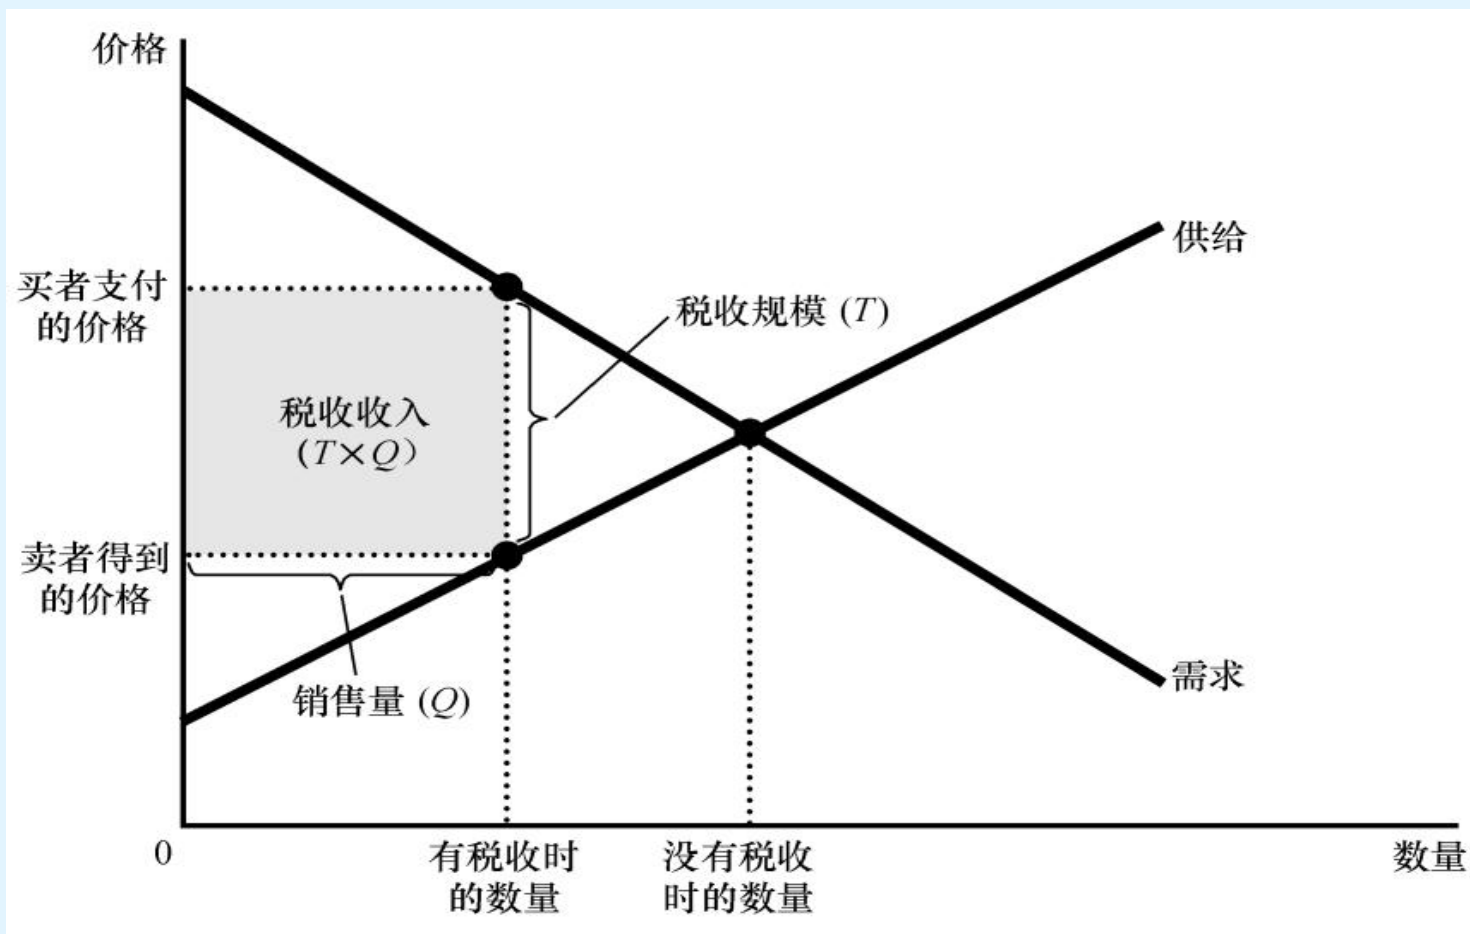 价格
供给
买者支付
的价格
税收规模 (T)
税收收入
(T×Q)
卖者得到
的价格
销售量 (Q)
需求
0
有税收时
的数量
没有税收
时的数量
数量